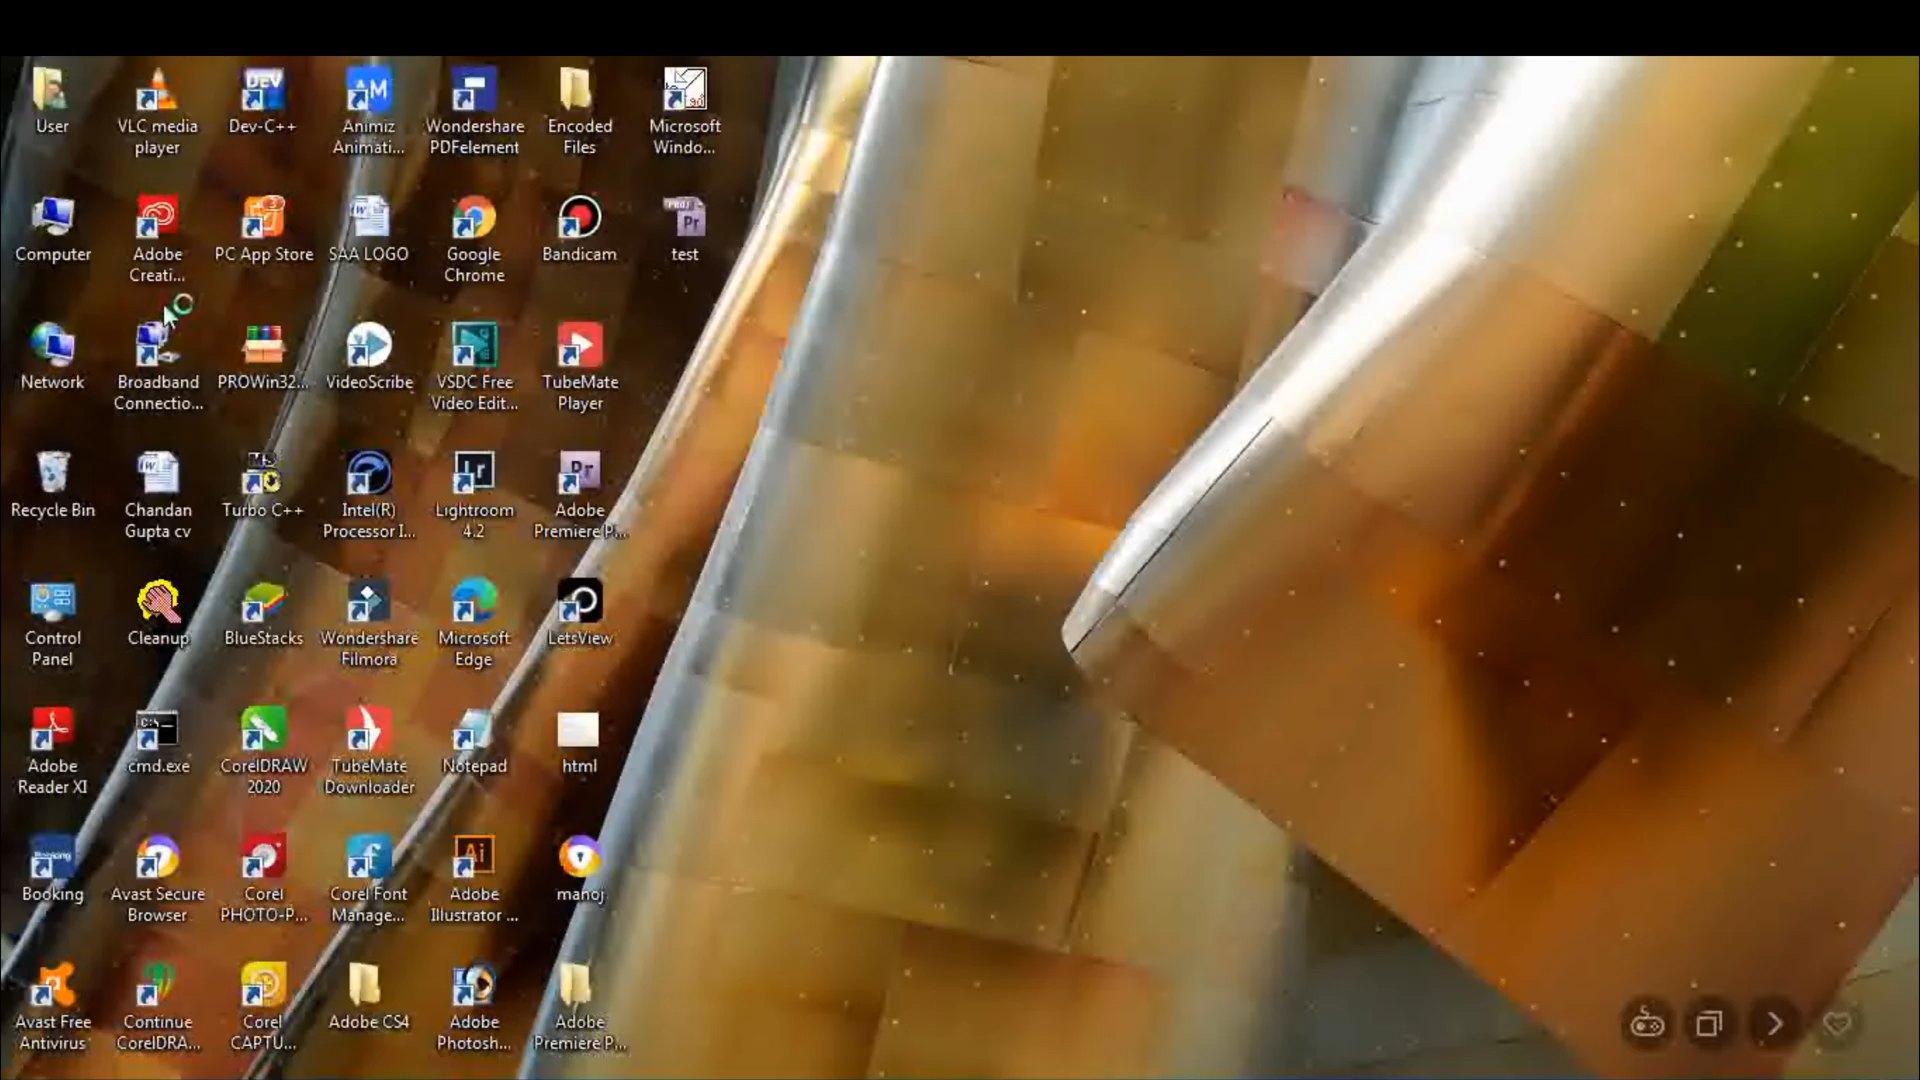 User
VLC media
player
Dev-C++
Animiz
Animati...
Wondershare
PDFelement
Encoded
Files
Microsoft
Windo...
Computer
Adobe
Creati...
PC App Store
SAA LOGO
Google
Chrome
Bandicam
test
Network
Broadband
Connectio...
PROWin32...
VideoScribe
VSDC Free
Video Edit...
TubeMate
Player
Recycle Bin
Chandan
Gupta cv
Turbo C++
Intel(R)
Processor I...
Lightroom
4.2
Adobe
Premiere P...
Control
Panel
Cleanup
BlueStacks
Wondershare
Filmora
Microsoft
Edge
LetsView
Adobe
Reader XI
cmd.exe
CorelDRAW
2020
TubeMate
Downloader
Notepad
html
Booking
Avast Secure
Browser
Corel
PHOTO-P...
Corel Font
Manage...
Adobe
Illustrator ...
manoj
Avast Free
Antivirus
Continue
CorelDRA...
Corel
CAPTU...
Adobe CS4
Adobe
Photosh...
Adobe
Premiere P...